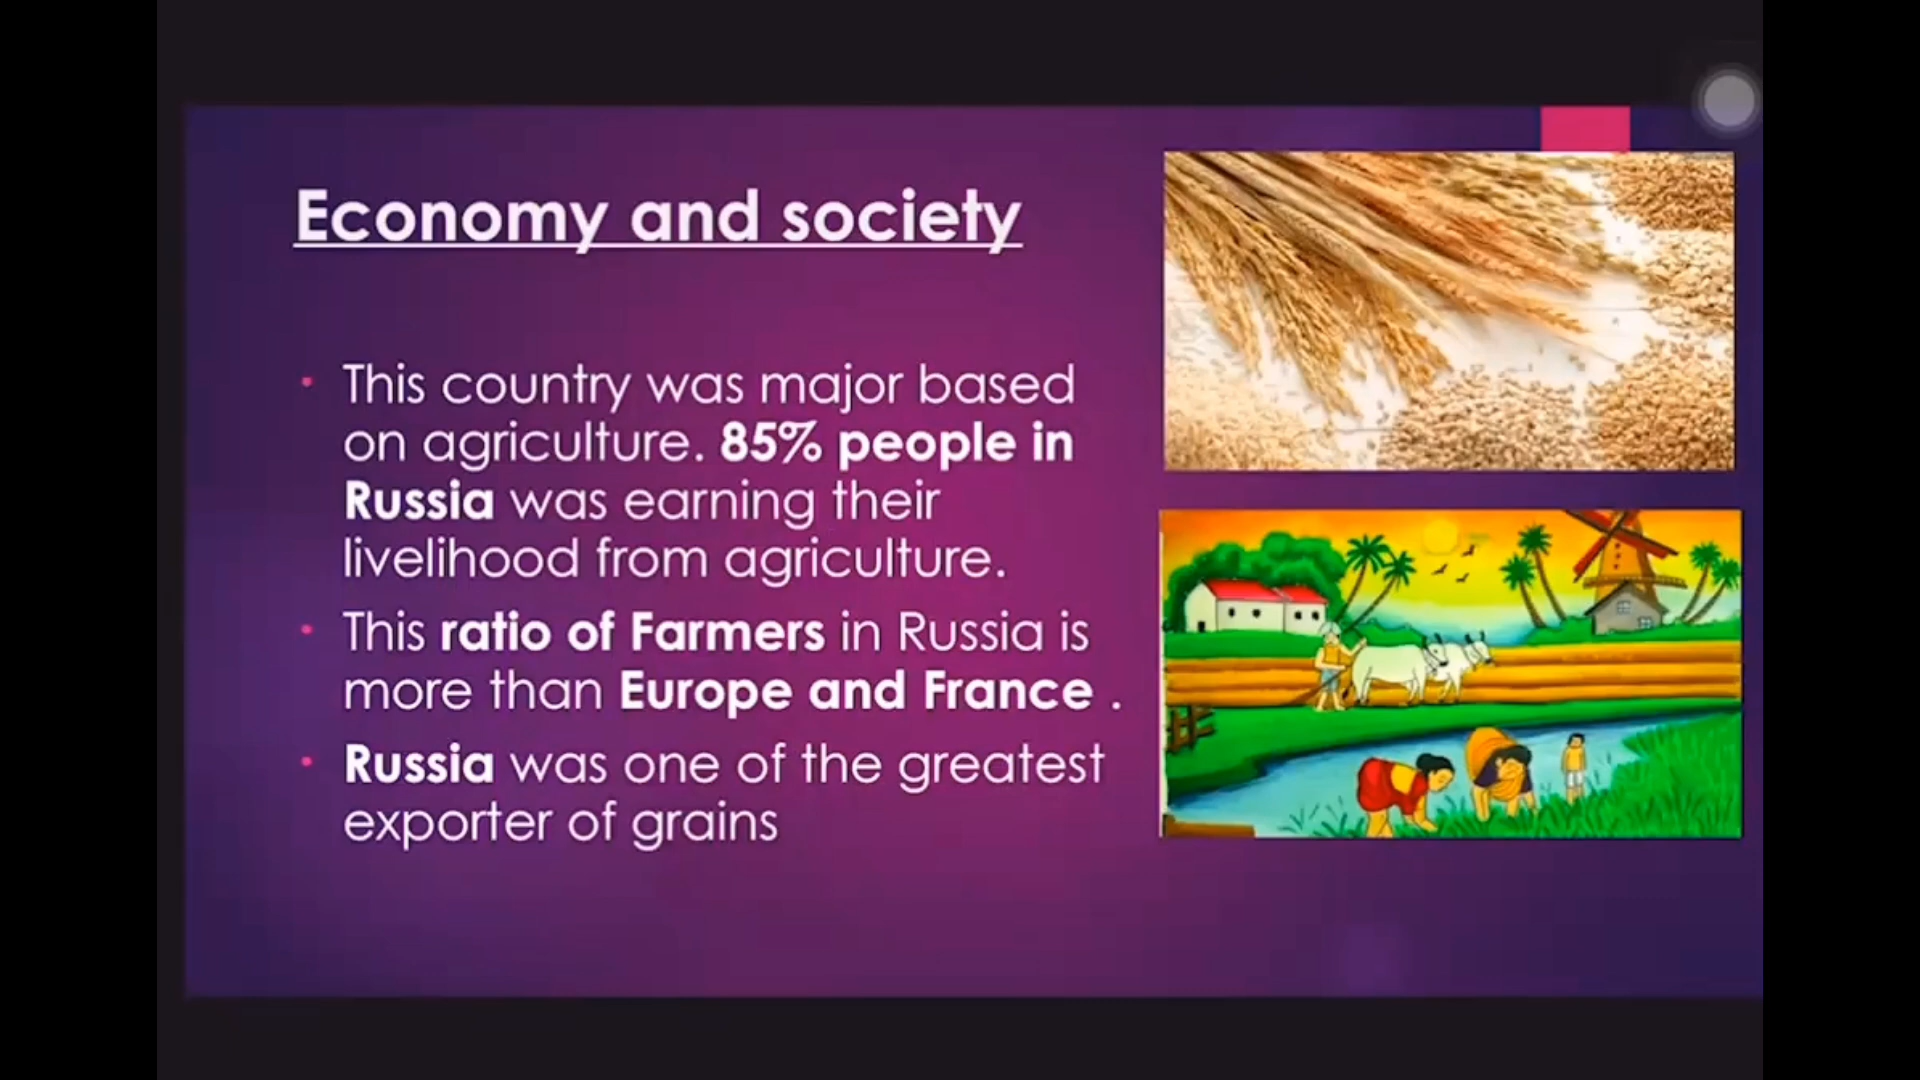 Economy and society
This country was major based
on agriculture. 85% people in
Russia was earning their
livelihood from agriculture.
This ratio of Farmers in Russia is
more than Europe and France .
Russia was one of the greatest
exporter of grains